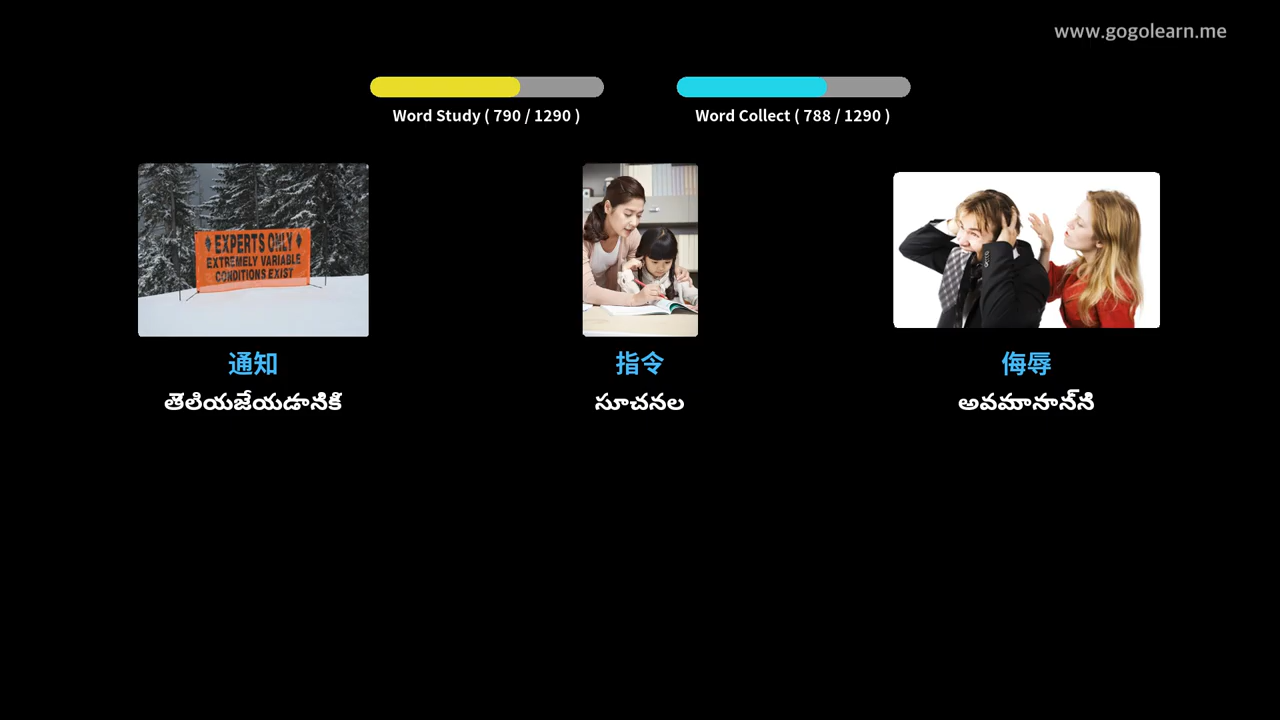 www.gogolearn.me
Word Study ( 790 / 1290 )
Word Collect ( 788 / 1290 )
EXPERTS ONLY
EXTREMELY VARIABLE
CONDITIONS EXIST
通知
指令
侮辱
తెలియజేయడానికి
సూచనల
అవమానాన్ని